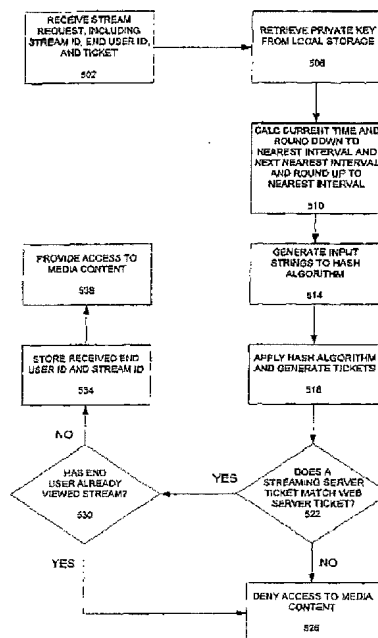 RECEIVE STREAM
REQUEST, INCLUDING
STREAM ID, END USER ID,
AND TICKET
502
RETRIEVE PRIVATE KEY
FROM LOCAL STORAGE
506
CALC CURRENT TIME AND
ROUND DOWN TO
NEAREST INTERVAL AND
NEXT NEAREST INTERVAL
AND ROUND UP TO
NEAREST INTERVAL
510
GENERATE INPUT
STRINGS TO HASH
ALGORITHM
514
APPLY HASH ALGORITHM
AND GENERATE TICKETS
518
DOES A
STREAMING SERVER
TICKET MATCH WEB
SERVER TICKET?
522
YES
NO
HAS END
USER ALREADY
VIEWED STREAM?
530
NO
YES
STORE RECEIVED END
USER ID AND STREAM ID
534
PROVIDE ACCESS TO
MEDIA CONTENT
538
DENY ACCESS TO MEDIA
CONTENT
526